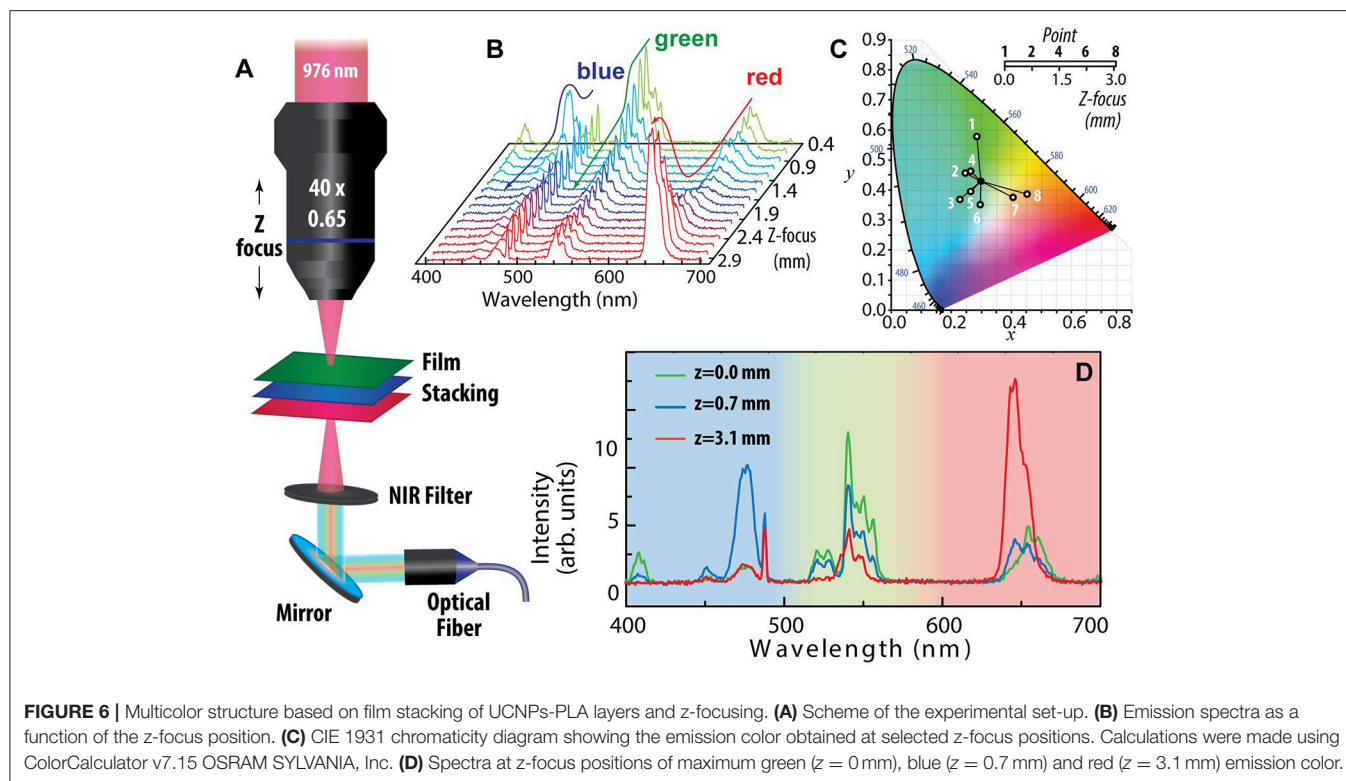 A
976 nm
40 x
0.65
Z
focus
Film
Stacking
NIR Filter
Mirror
Optical
Fiber
B
blue
green
red
0.4
0.9
1.4
1.9
2.4
2.9
Z-focus
(mm)
400
500
600
700
Wavelength (nm)
C
Point
1 2 4 6 8
0.0 1.5 3.0
Z-focus
(mm)
0.9
0.8
0.7
0.6
0.5
0.4
0.3
0.2
0.1
0.0
y
0.0 0.2 0.4 0.6 0.8
x
520
540
560
580
600
620
500
480
460
1
2
3
4
5
6
7
8
D
z=0.0 mm
z=0.7 mm
z=3.1 mm
10
5
0
Intensity
(arb. units)
400 500 600 700
Wavelength (nm)
FIGURE 6 | Multicolor structure based on film stacking of UCNPs-PLA layers and z-focusing. (A) Scheme of the experimental set-up. (B) Emission spectra as a
function of the z-focus position. (C) CIE 1931 chromaticity diagram showing the emission color obtained at selected z-focus positions. Calculations were made using
ColorCalculator v7.15 OSRAM SYLVANIA, Inc. (D) Spectra at z-focus positions of maximum green (z = 0 mm), blue (z = 0.7 mm) and red (z = 3.1 mm) emission color.